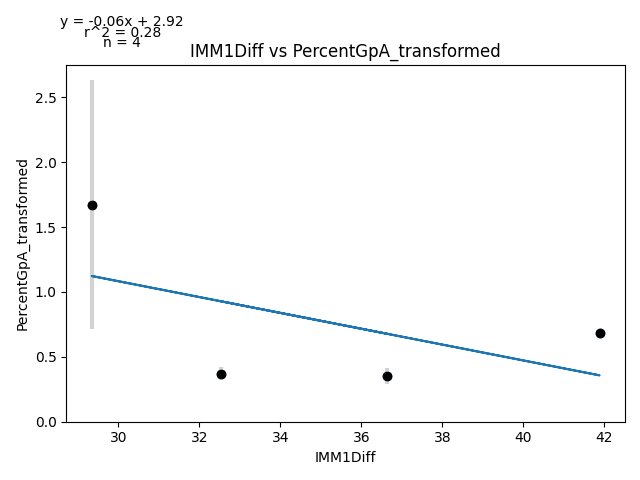 y = -0.06x + 2.92
r^2 = 0.28
n = 4
IMM1Diff vs PercentGpA_transformed
PercentGpA_transformed
2.5
2.0
1.5
1.0
0.5
0.0
30 32 34 36 38 40 42
IMM1Diff